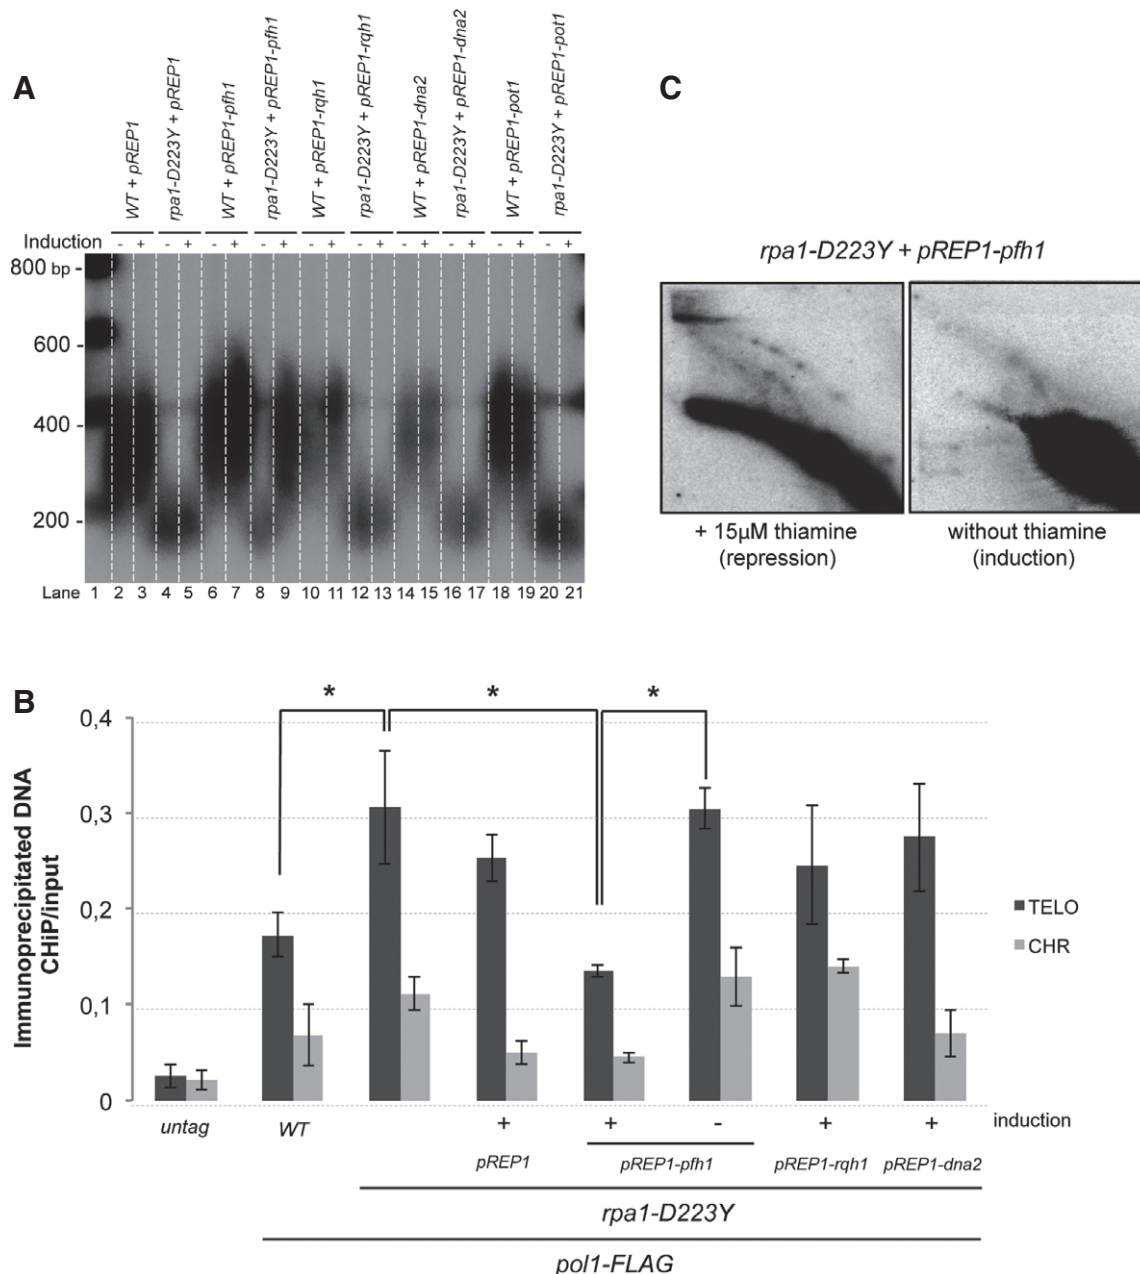 A
WT + pREP1
rpa1-D223Y + pREP1
WT + pREP1-pfh1
rpa1-D223Y + pREP1-pfh1
WT + pREP1-rqh1
rpa1-D223Y + pREP1-rqh1
WT + pREP1-dna2
rpa1-D223Y + pREP1-dna2
WT + pREP1-pot1
rpa1-D223Y + pREP1-pot1
Induction - + - + - + - + - + - + - + - + - + - +
800 bp -
600 -
400 -
200 -
Lane 1 2 3 4 5 6 7 8 9 10 11 12 13 14 15 16 17 18 19 20 21
C
rpa1-D223Y + pREP1-pfh1
+ 15µM thiamine
(repression)
without thiamine
(induction)
B
* * *
Immunoprecipitated DNA
CHiP/input
0,4
0,3
0,2
0,1
0
TELO
CHR
untag WT + + - + + induction
pREP1 pREP1-pfh1 pREP1-rqh1 pREP1-dna2
rpa1-D223Y
pol1-FLAG